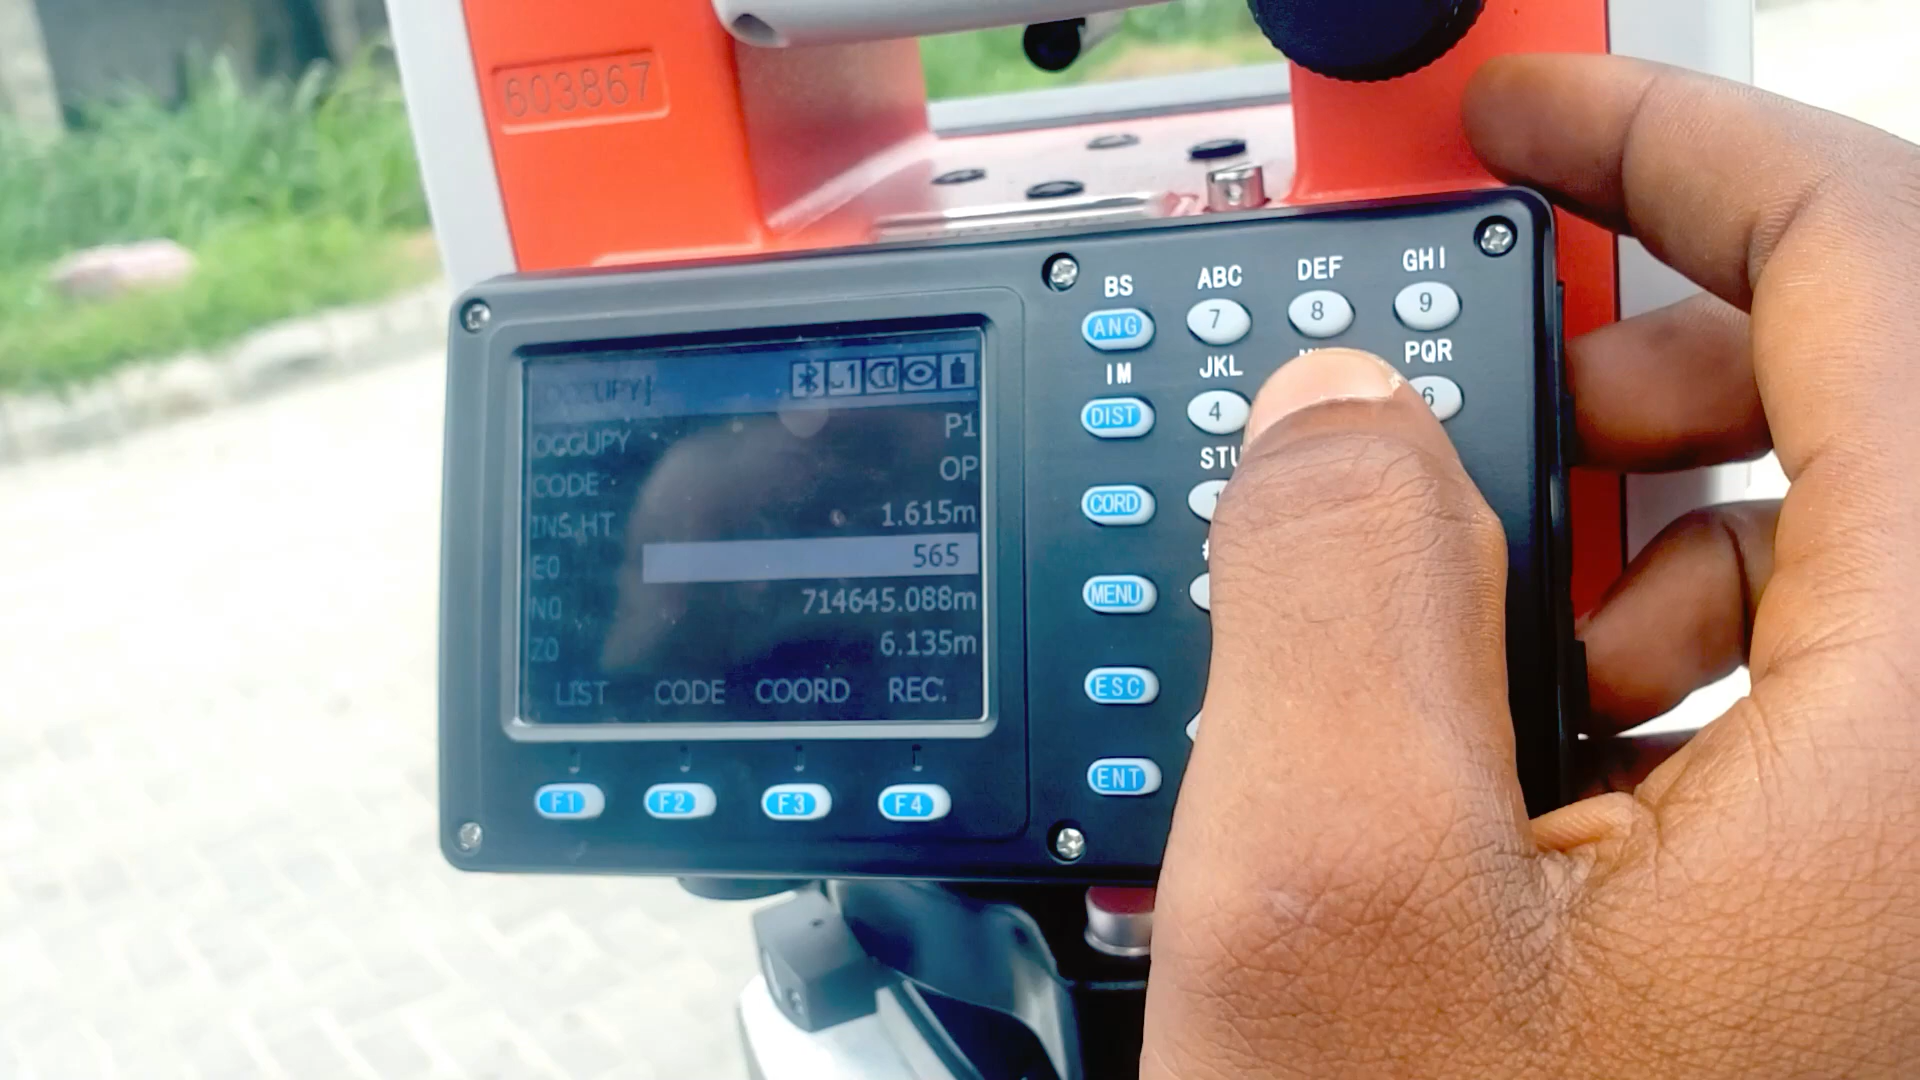 603867
[OCCUPY]
OCCUPY P1
CODE OP
INS.HT 1.615m
E0 565
N0 714645.088m
Z0 6.135m
LIST CODE COORD REC.
F1 F2 F3 F4
BS ABC DEF GHI
ANG 7 8 9
IM JKL PQR
DIST 4 6
STU
CORD 1
MENU
ESC
ENT